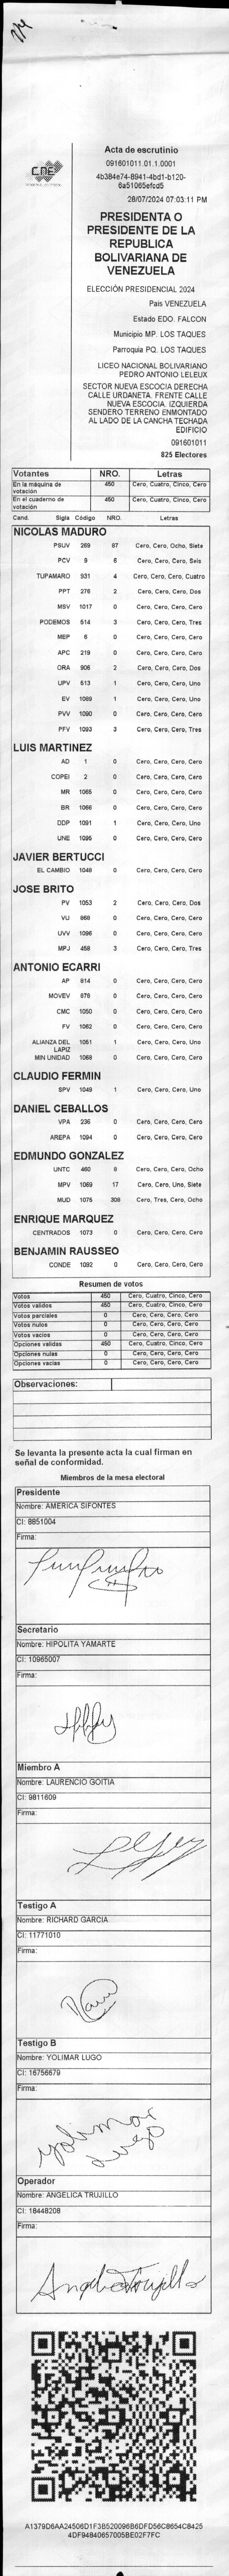 CNE
Acta de escrutinio
091601011.01.1.0001
4b384e74-8941-4bd1-b120-
6a51065efcd5
28/07/2024 07:03:11 PM
PRESIDENTA O
PRESIDENTE DE LA
REPUBLICA
BOLIVARIANA DE
VENEZUELA
ELECCIÓN PRESIDENCIAL 2024
Pais VENEZUELA
Estado EDO. FALCON
Municipio MP. LOS TAQUES
Parroquia PQ. LOS TAQUES
LICEO NACIONAL BOLIVARIANO
PEDRO ANTONIO LELEUX
SECTOR NUEVA ESCOCIA DERECHA
CALLE URDANETA. FRENTE CALLE
NUEVA ESCOCIA. IZQUIERDA
SENDERO TERRENO ENMONTADO
AL LADO DE LA CANCHA TECHADA
EDIFICIO
091601011
825 Electores
Votantes NRO. Letras
En la máquina de votación 450 Cero, Cuatro, Cinco, Cero
En el cuaderno de votación 450 Cero, Cuatro, Cinco, Cero
Cand. Sigla Código NRO. Letras
NICOLAS MADURO
PSUV 269 87 Cero, Cero, Ocho, Siete
PCV 9 6 Cero, Cero, Cero, Seis
TUPAMARO 931 4 Cero, Cero, Cero, Cuatro
PPT 276 2 Cero, Cero, Cero, Dos
MSV 1017 0 Cero, Cero, Cero, Cero
PODEMOS 514 3 Cero, Cero, Cero, Tres
MEP 6 0 Cero, Cero, Cero, Cero
APC 219 0 Cero, Cero, Cero, Cero
ORA 906 2 Cero, Cero, Cero, Dos
UPV 513 1 Cero, Cero, Cero, Uno
EV 1089 1 Cero, Cero, Cero, Uno
PVV 1090 0 Cero, Cero, Cero, Cero
PFV 1093 3 Cero, Cero, Cero, Tres
LUIS MARTINEZ
AD 1 0 Cero, Cero, Cero, Cero
COPEI 2 0 Cero, Cero, Cero, Cero
MR 1065 0 Cero, Cero, Cero, Cero
BR 1066 0 Cero, Cero, Cero, Cero
DDP 1091 1 Cero, Cero, Cero, Uno
UNE 1095 0 Cero, Cero, Cero, Cero
JAVIER BERTUCCI
EL CAMBIO 1048 0 Cero, Cero, Cero, Cero
JOSE BRITO
PV 1053 2 Cero, Cero, Cero, Dos
VU 868 0 Cero, Cero, Cero, Cero
UVV 1096 0 Cero, Cero, Cero, Cero
MPJ 458 3 Cero, Cero, Cero, Tres
ANTONIO ECARRI
AP 814 0 Cero, Cero, Cero, Cero
MOVEV 878 0 Cero, Cero, Cero, Cero
CMC 1050 0 Cero, Cero, Cero, Cero
FV 1062 0 Cero, Cero, Cero, Cero
ALIANZA DEL LAPIZ 1051 1 Cero, Cero, Cero, Uno
MIN UNIDAD 1068 0 Cero, Cero, Cero, Cero
CLAUDIO FERMIN
SPV 1049 1 Cero, Cero, Cero, Uno
DANIEL CEBALLOS
VPA 236 0 Cero, Cero, Cero, Cero
AREPA 1094 0 Cero, Cero, Cero, Cero
EDMUNDO GONZALEZ
UNTC 460 8 Cero, Cero, Cero, Ocho
MPV 1069 17 Cero, Cero, Uno, Siete
MUD 1075 308 Cero, Tres, Cero, Ocho
ENRIQUE MARQUEZ
CENTRADOS 1073 0 Cero, Cero, Cero, Cero
BENJAMIN RAUSSEO
CONDE 1092 0 Cero, Cero, Cero, Cero
Resumen de votos
Votos 450 Cero, Cuatro, Cinco, Cero
Votos validos 450 Cero, Cuatro, Cinco, Cero
Votos parciales 0 Cero, Cero, Cero, Cero
Votos nulos 0 Cero, Cero, Cero, Cero
Votos vacios 0 Cero, Cero, Cero, Cero
Opciones validas 450 Cero, Cuatro, Cinco, Cero
Opciones nulas 0 Cero, Cero, Cero, Cero
Opciones vacias 0 Cero, Cero, Cero, Cero
Observaciones:
Se levanta la presente acta la cual firman en
señal de conformidad.
Miembros de la mesa electoral
Presidente
Nombre: AMERICA SIFONTES
CI: 8851004
Firma:
Secretario
Nombre: HIPOLITA YAMARTE
CI: 10965007
Firma:
Miembro A
Nombre: LAURENCIO GOITIA
CI: 9811609
Firma:
Testigo A
Nombre: RICHARD GARCIA
CI: 11771010
Firma:
Testigo B
Nombre: YOLIMAR LUGO
CI: 16756679
Firma:
yolimar
Lugo
Operador
Nombre: ANGELICA TRUJILLO
CI: 18448208
Firma:
Angelica Trujillo
A1379D6AA24506D1F3B520096B6DFD56C8654C8425
4DF94840657005BE02F7FC